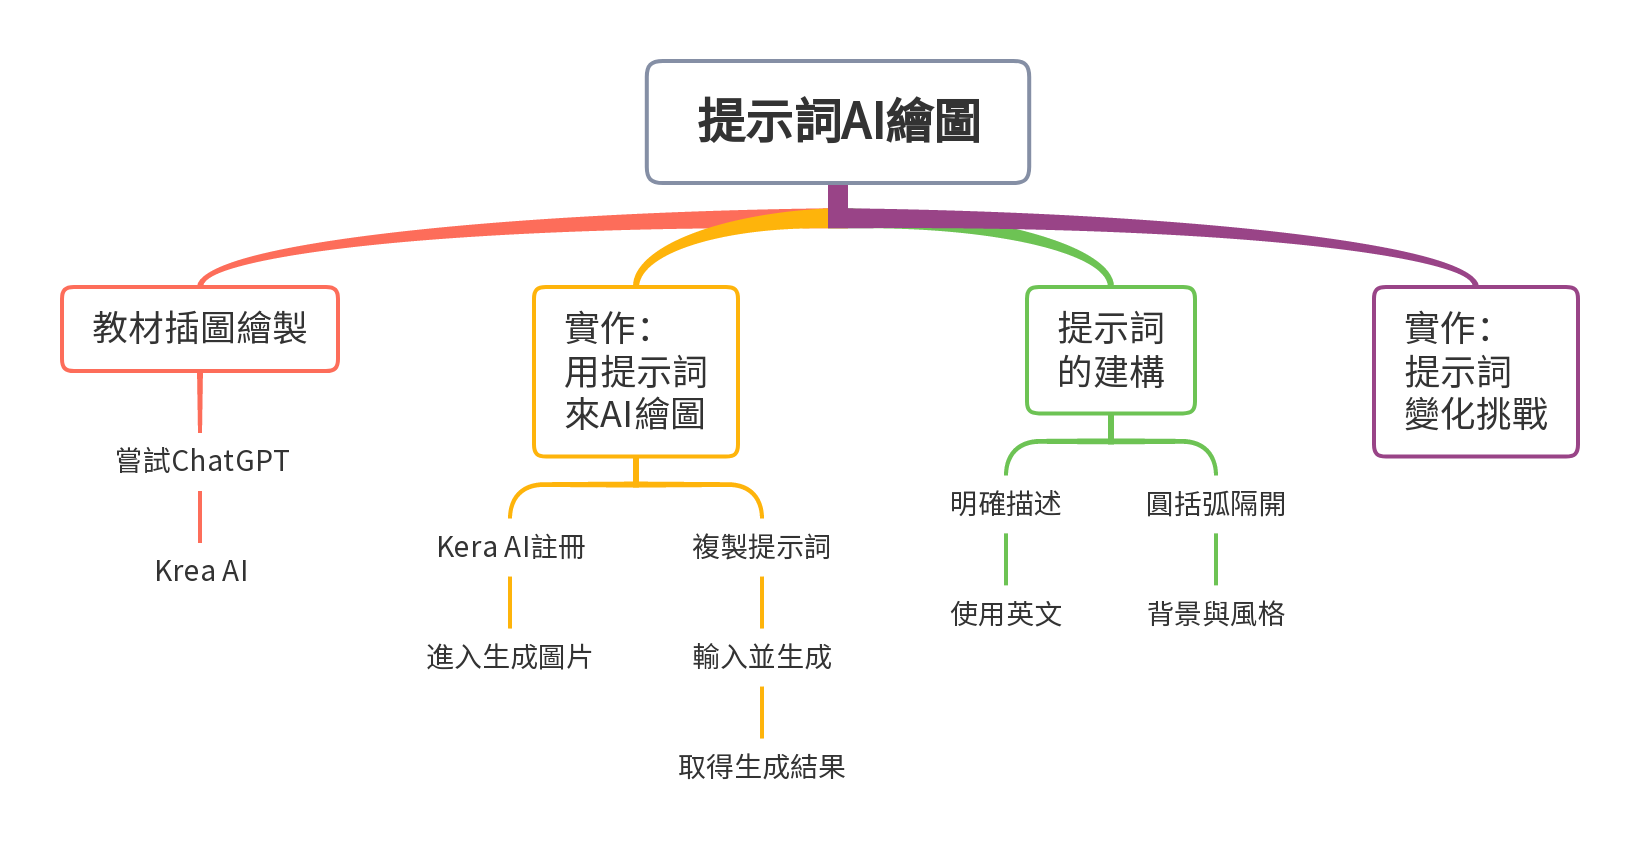 提示詞AI繪圖
教材插圖繪製
嘗試ChatGPT
Krea AI
實作：
用提示詞
來AI繪圖
Kera AI註冊
進入生成圖片
複製提示詞
輸入並生成
取得生成結果
提示詞
的建構
明確描述
使用英文
圓括弧隔開
背景與風格
實作：
提示詞
變化挑戰